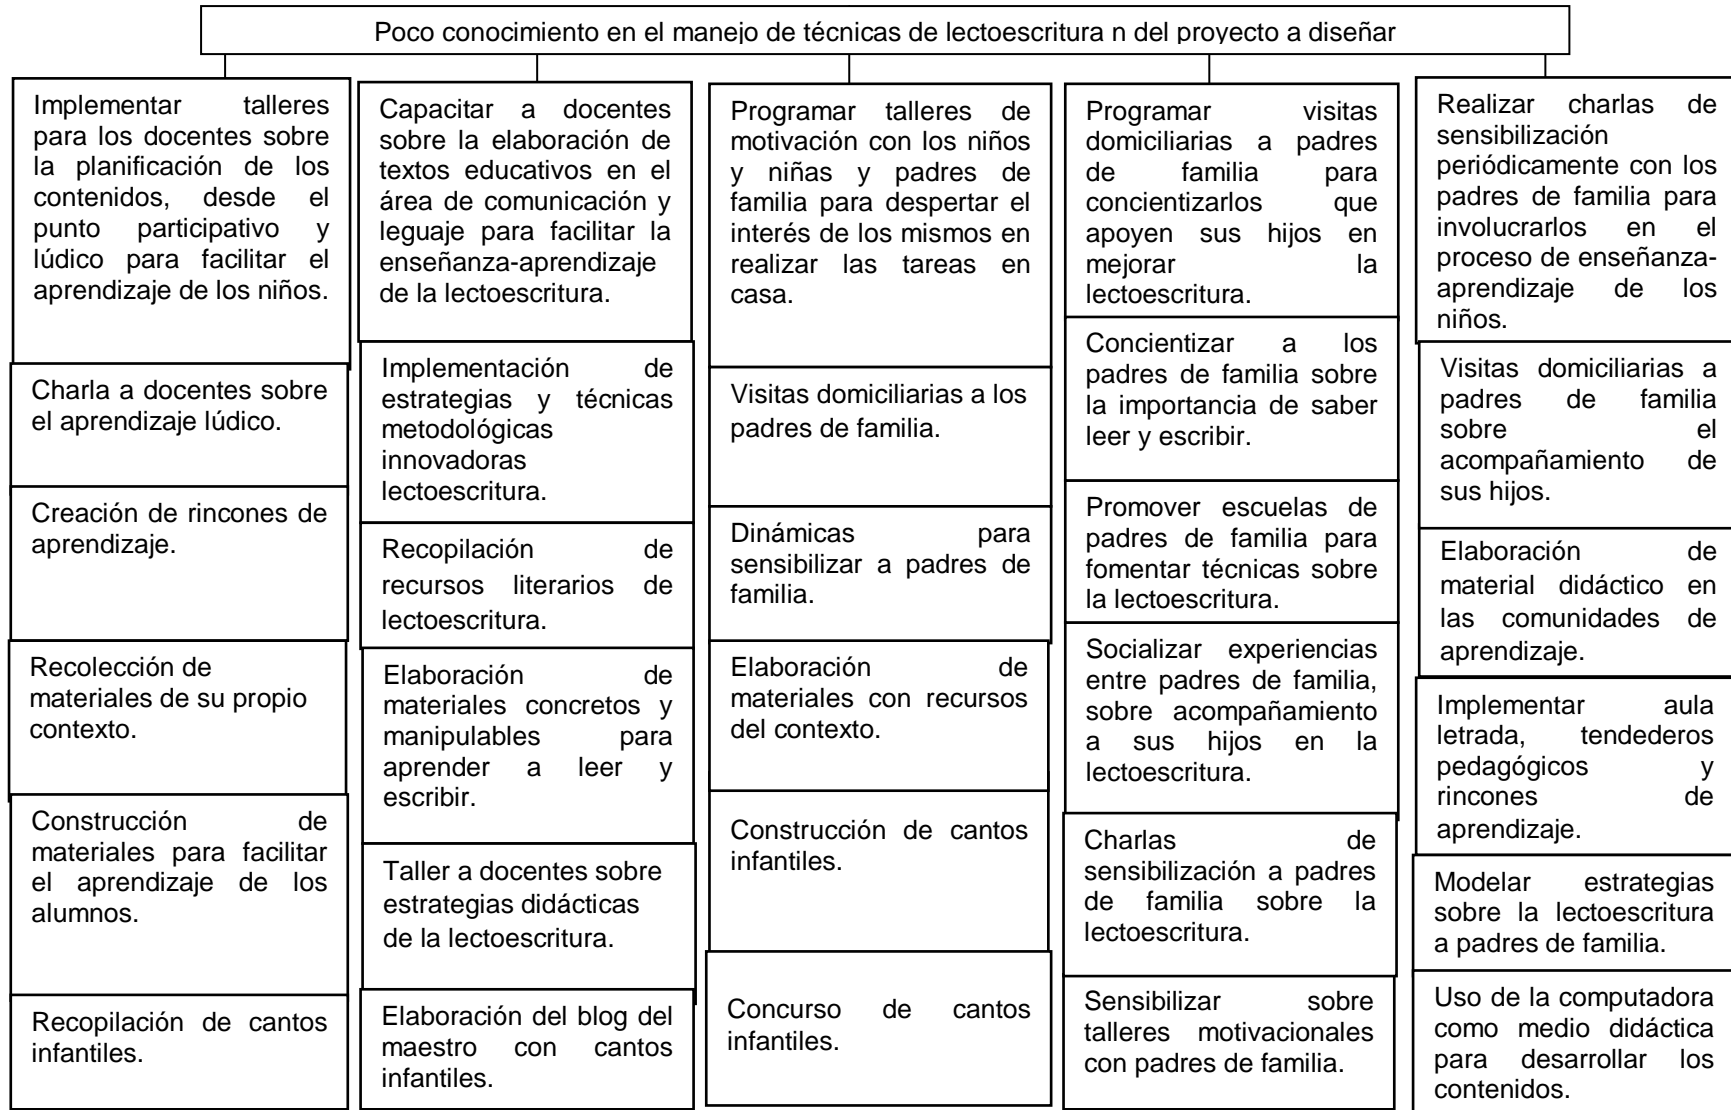 Poco conocimiento en el manejo de técnicas de lectoescritura n del proyecto a diseñar
Implementar talleres
para los docentes sobre
la planificación de los
contenidos, desde el
punto participativo y
lúdico para facilitar el
aprendizaje de los niños.
Charla a docentes sobre
el aprendizaje lúdico.
Creación de rincones de
aprendizaje.
Recolección de
materiales de su propio
contexto.
Construcción de
materiales para facilitar
el aprendizaje de los
alumnos.
Recopilación de cantos
infantiles.
Capacitar a docentes
sobre la elaboración de
textos educativos en el
área de comunicación y
leguaje para facilitar la
enseñanza-aprendizaje
de la lectoescritura.
Implementación de
estrategias y técnicas
metodológicas
innovadoras
lectoescritura.
Recopilación de
recursos literarios de
lectoescritura.
Elaboración de
materiales concretos y
manipulables para
aprender a leer y
escribir.
Taller a docentes sobre
estrategias didácticas
de la lectoescritura.
Elaboración del blog del
maestro con cantos
infantiles.
Programar talleres de
motivación con los niños
y niñas y padres de
familia para despertar el
interés de los mismos en
realizar las tareas en
casa.
Visitas domiciliarias a los
padres de familia.
Dinámicas para
sensibilizar a padres de
familia.
Elaboración de
materiales con recursos
del contexto.
Construcción de cantos
infantiles.
Concurso de cantos
infantiles.
Programar visitas
domiciliarias a padres
de familia para
concientizarlos que
apoyen sus hijos en
mejorar la
lectoescritura.
Concientizar a los
padres de familia sobre
la importancia de saber
leer y escribir.
Promover escuelas de
padres de familia para
fomentar técnicas sobre
la lectoescritura.
Socializar experiencias
entre padres de familia,
sobre acompañamiento
a sus hijos en la
lectoescritura.
Charlas de
sensibilización a padres
de familia sobre la
lectoescritura.
Sensibilizar sobre
talleres motivacionales
con padres de familia.
Realizar charlas de
sensibilización
periódicamente con los
padres de familia para
involucrarlos en el
proceso de enseñanza-
aprendizaje de los
niños.
Visitas domiciliarias a
padres de familia
sobre el
acompañamiento de
sus hijos.
Elaboración de
material didáctico en
las comunidades de
aprendizaje.
Implementar aula
letrada, tendederos
pedagógicos y
rincones de
aprendizaje.
Modelar estrategias
sobre la lectoescritura
a padres de familia.
Uso de la computadora
como medio didáctica
para desarrollar los
contenidos.